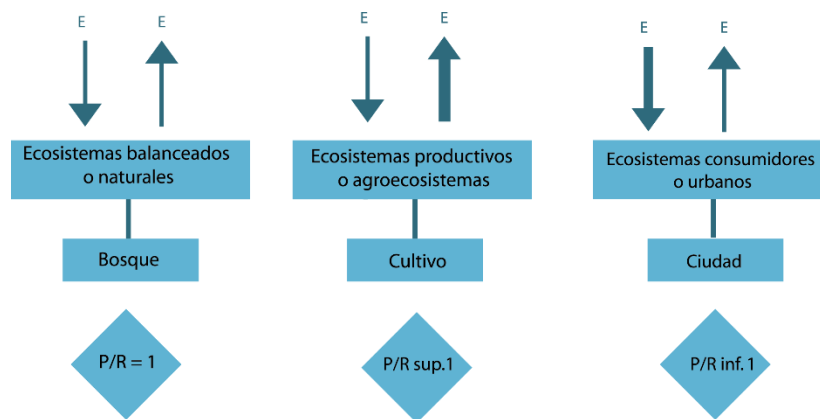 E
E
Ecosistemas balanceados
o naturales
Bosque
P/R = 1
E
E
Ecosistemas productivos
o agroecosistemas
Cultivo
P/R sup.1
E
E
Ecosistemas consumidores
o urbanos
Ciudad
P/R inf. 1